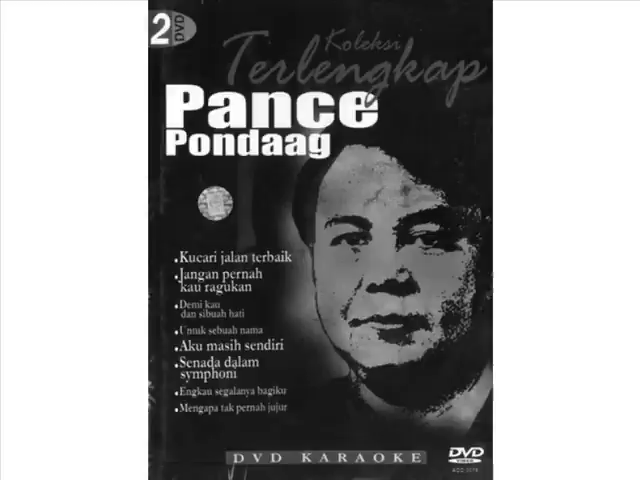 2 DVD
Koleksi
Terlengkap
Pance
Pondaag
Kucari jalan terbaik
Jangan pernah
kau ragukan
Demi kau
dan sibuah hati
Untuk sebuah nama
Aku masih sendiri
Senada dalam
symphoni
Engkau segalanya bagiku
Mengapa tak pernah jujur
DVD KARAOKE
DVD
VIDEO